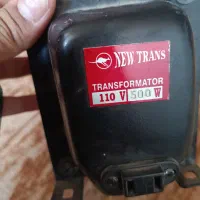 NEW TRANS
TRANSFORMATOR
110 V 500 W